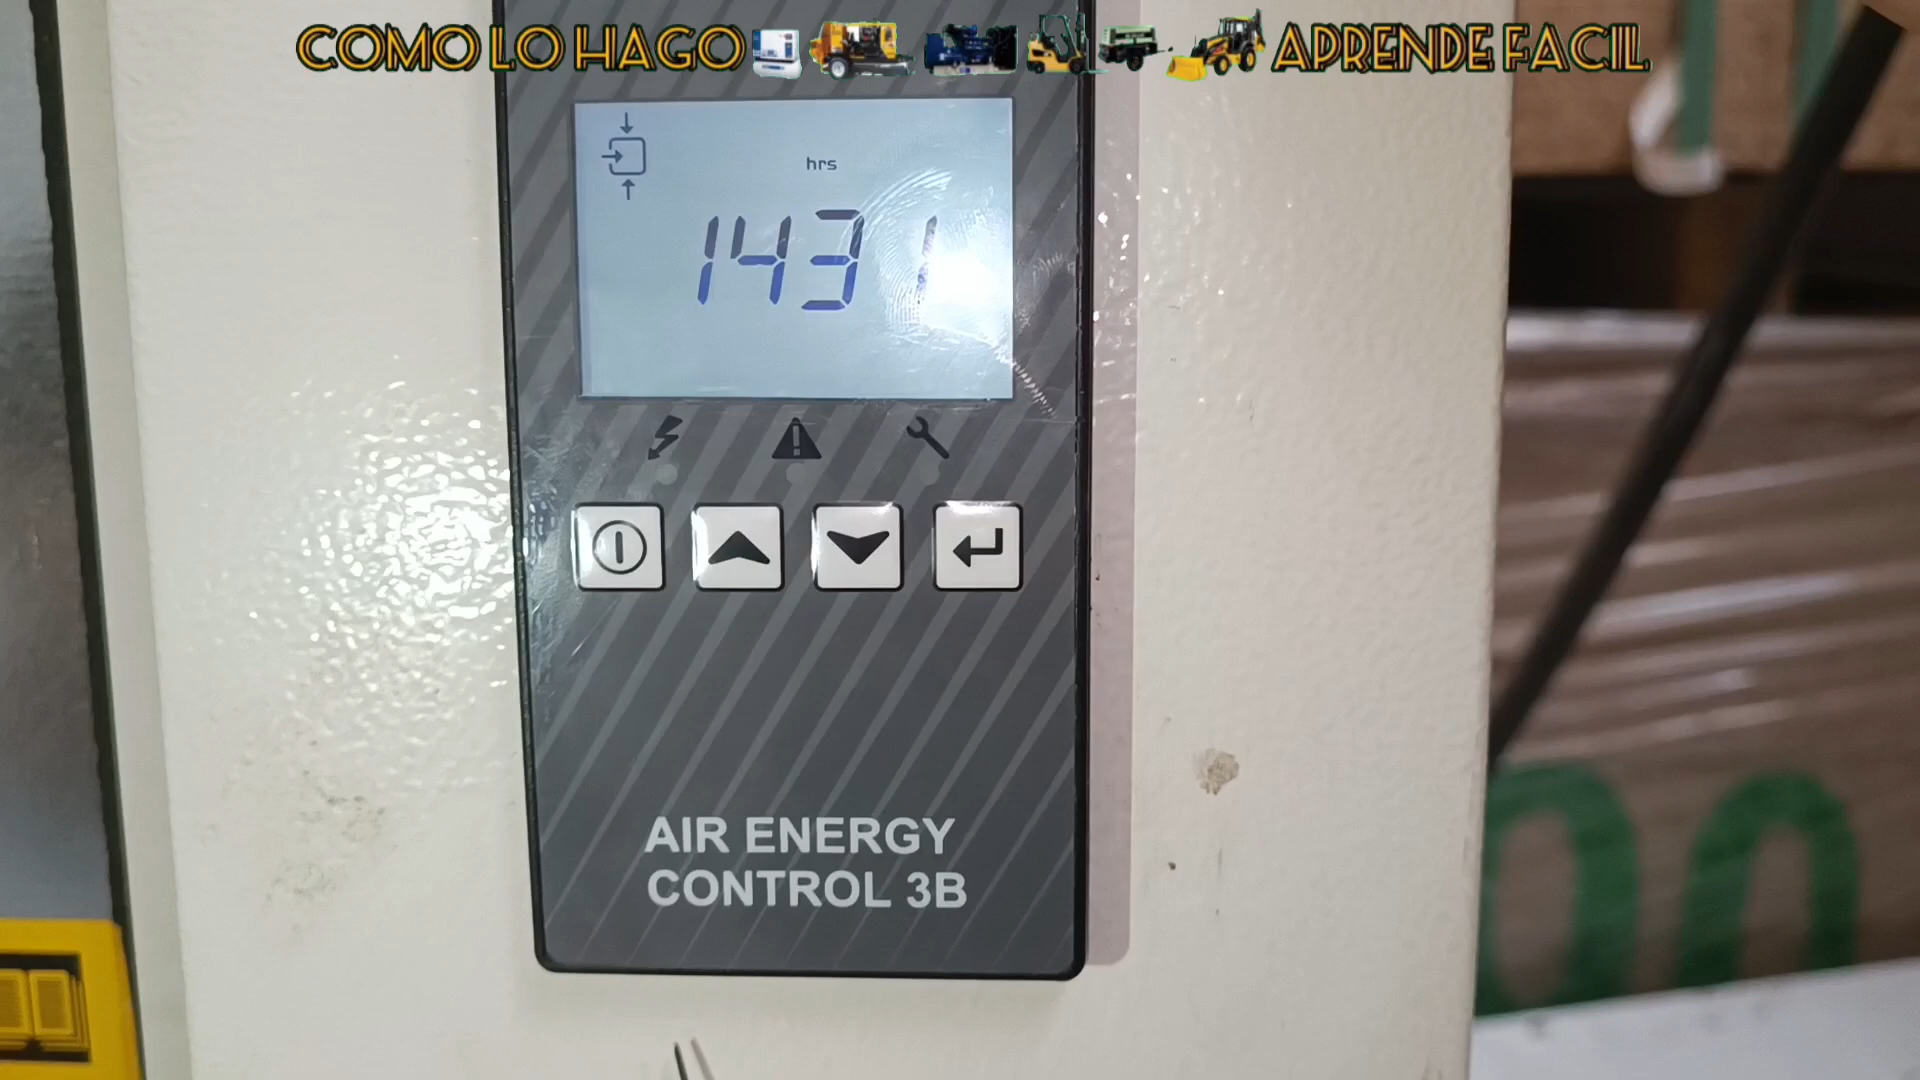 COMO LO HAGO APRENDE FACIL
hrs
1431
AIR ENERGY
CONTROL 3B